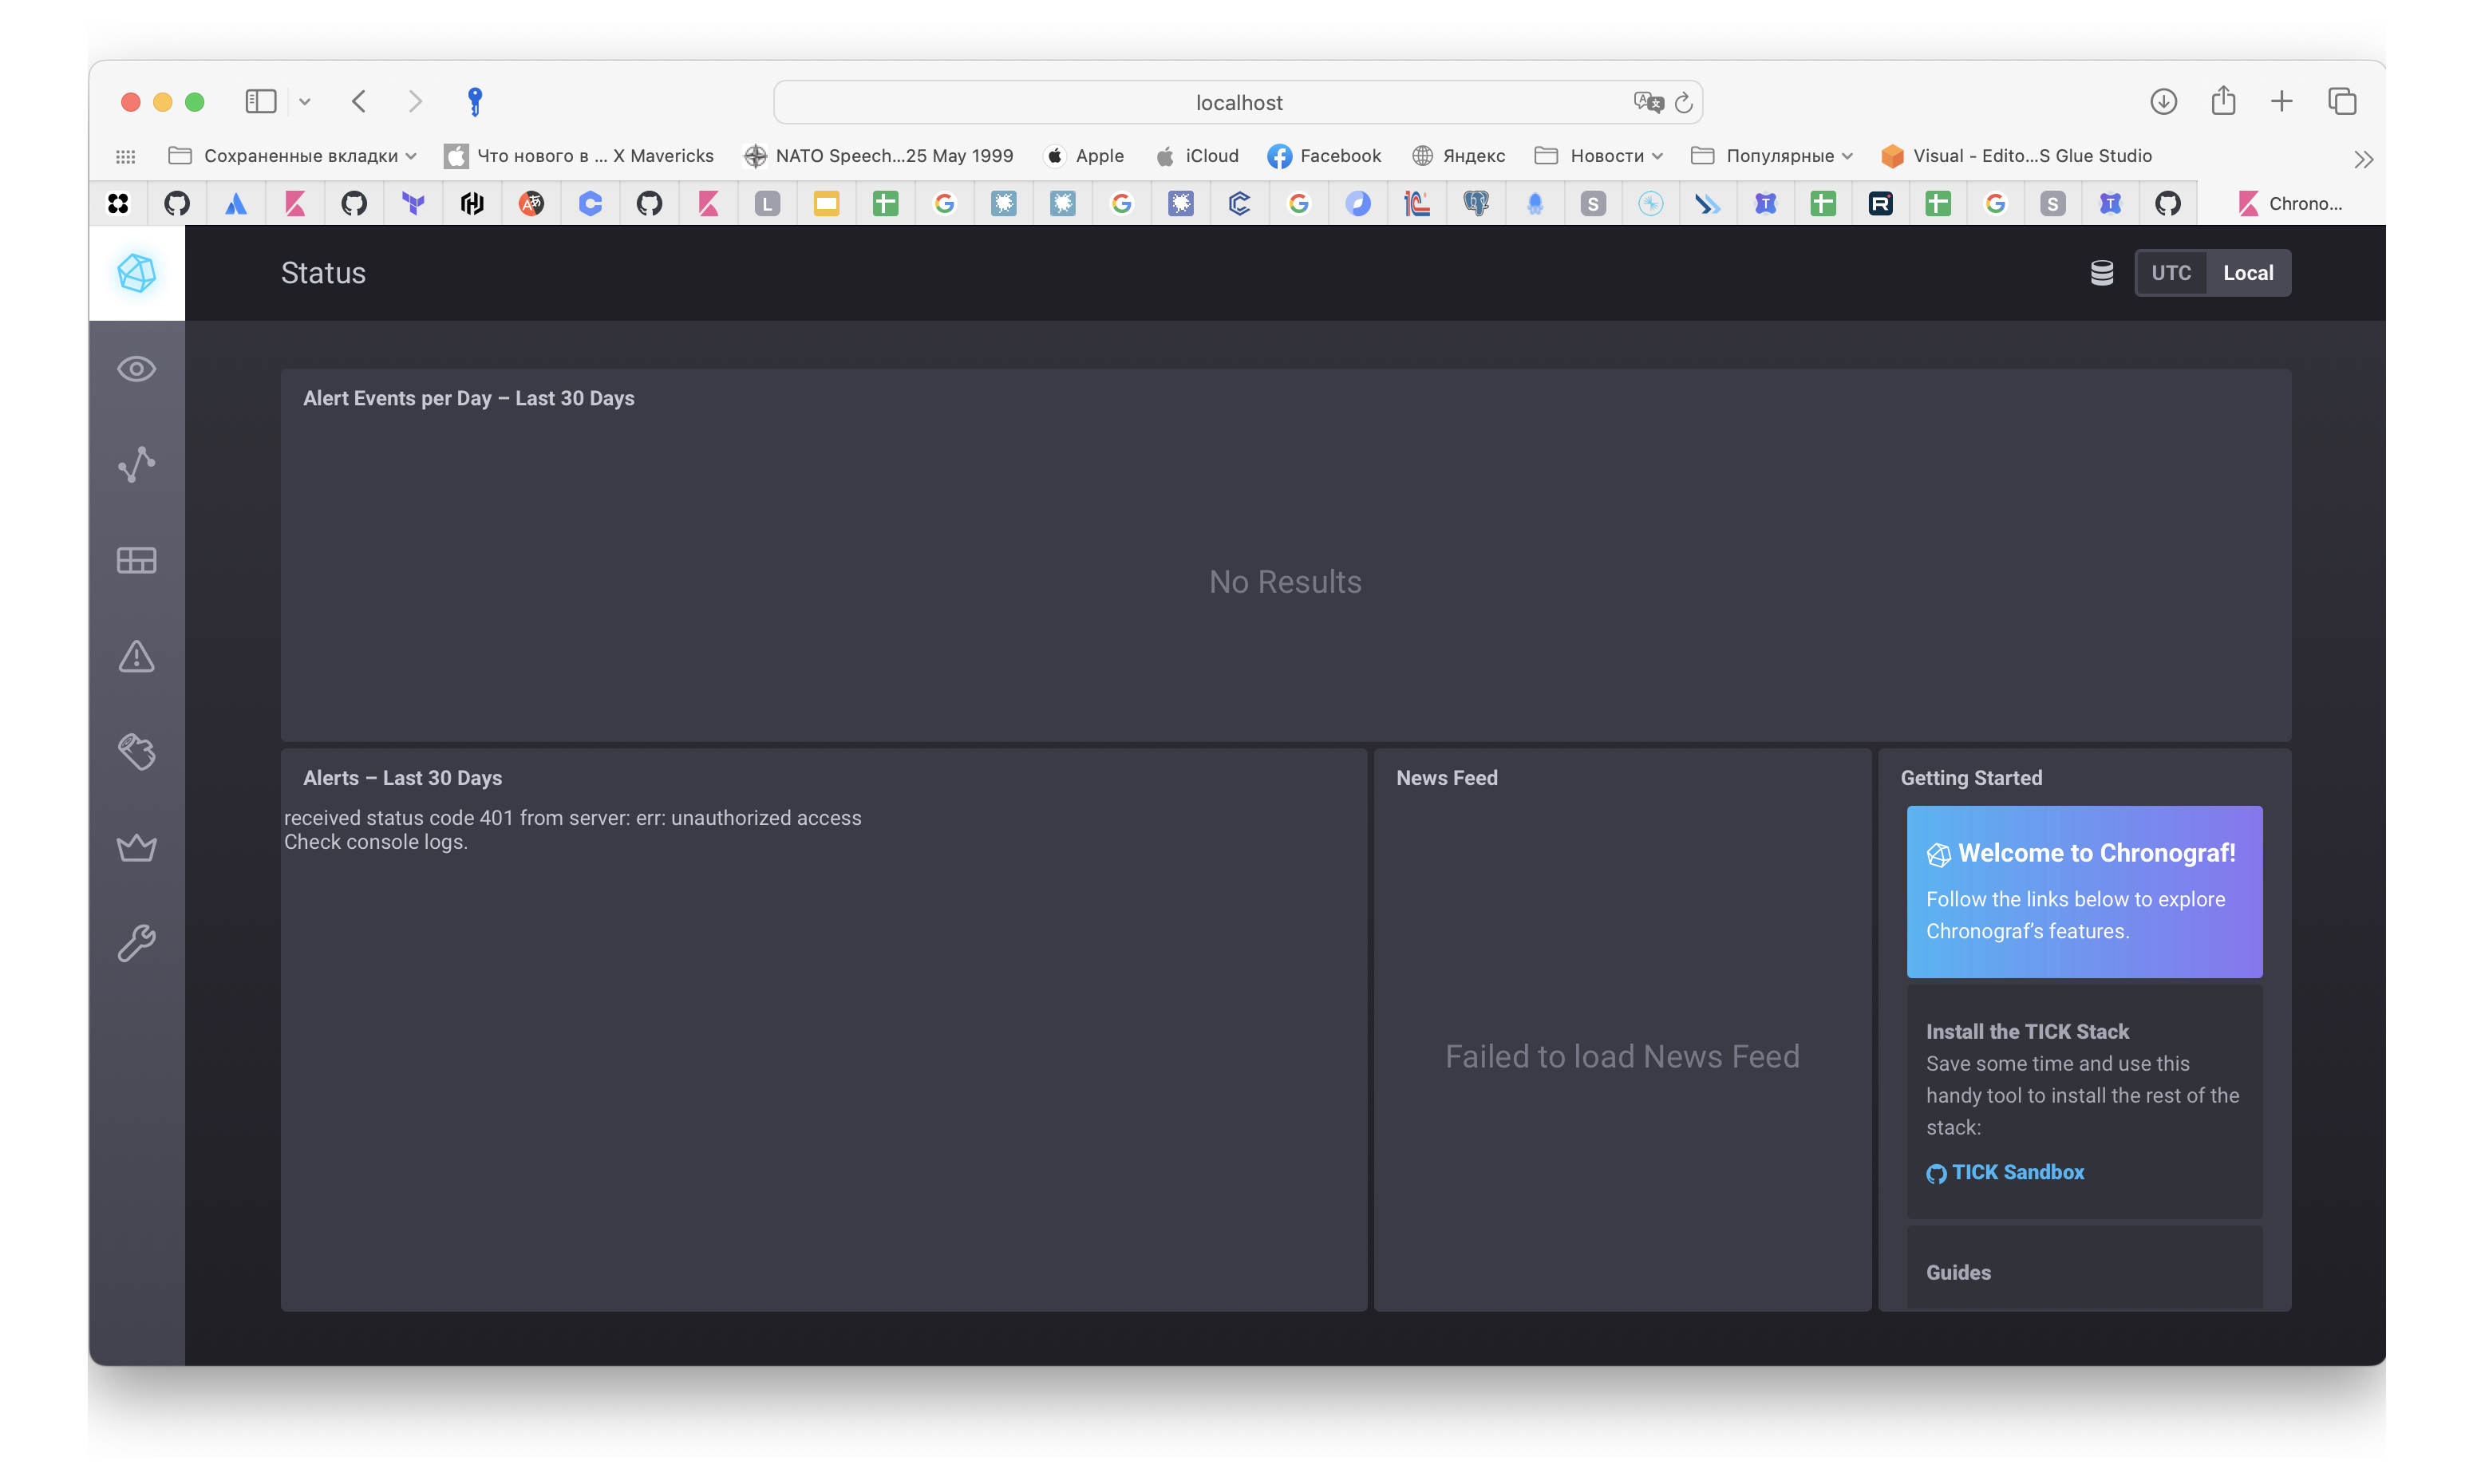 localhost
Сохраненные вкладки
Что нового в ... X Mavericks
NATO Speech...25 May 1999
Apple
iCloud
Facebook
Яндекс
Новости
Популярные
Visual - Edito...S Glue Studio
L
S
T
R
S
T
Chrono...
Status
UTC
Local
Alert Events per Day – Last 30 Days
No Results
Alerts – Last 30 Days
received status code 401 from server: err: unauthorized access
Check console logs.
News Feed
Failed to load News Feed
Getting Started
Welcome to Chronograf!
Follow the links below to explore
Chronograf’s features.
Install the TICK Stack
Save some time and use this
handy tool to install the rest of the
stack:
TICK Sandbox
Guides